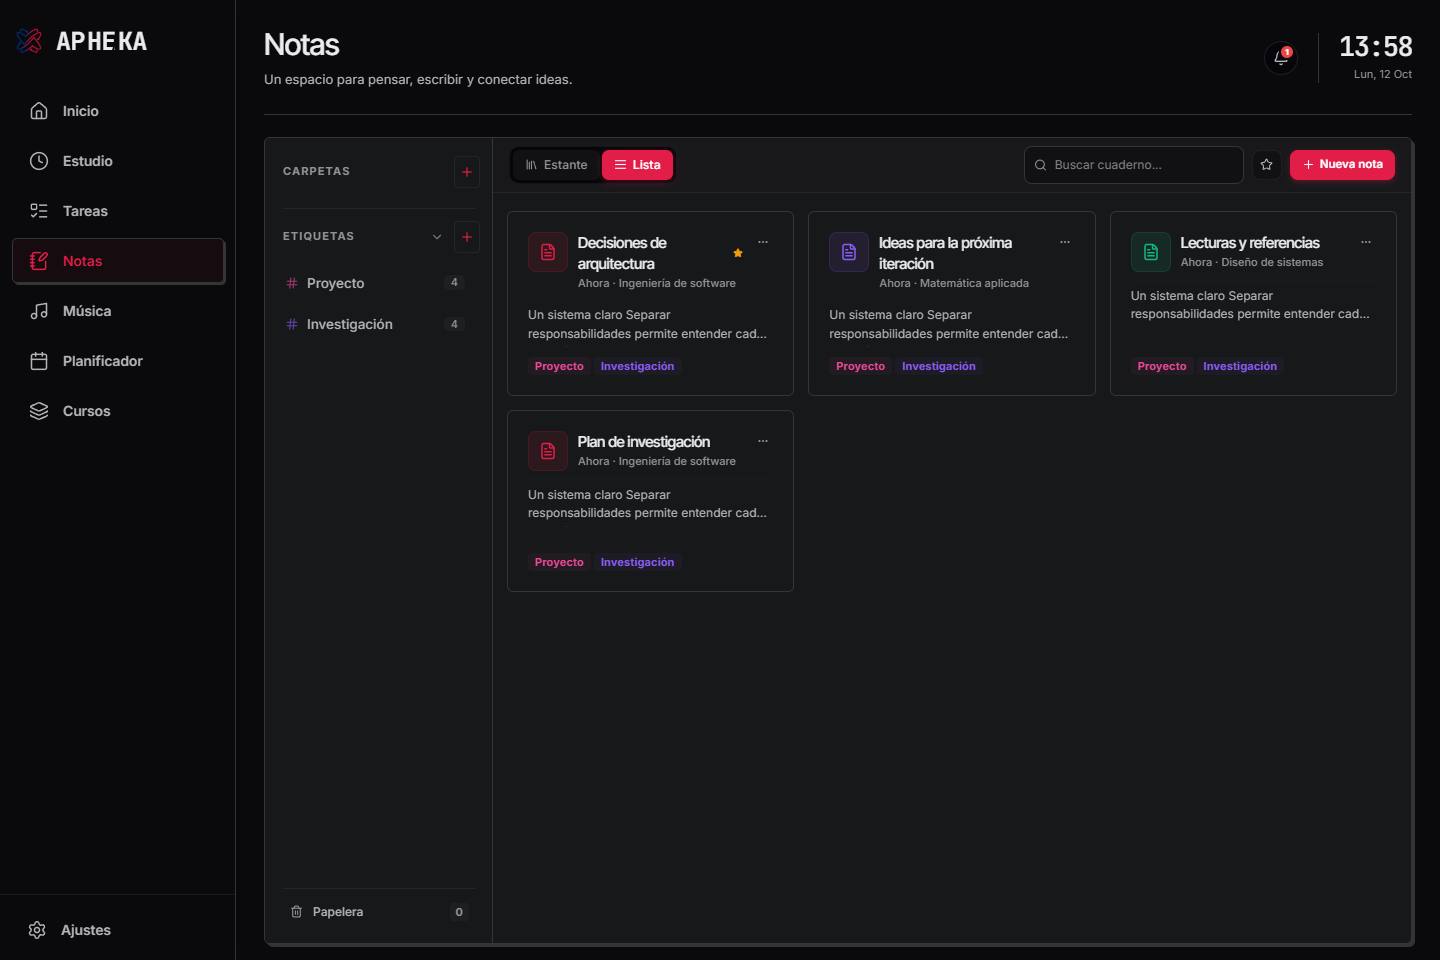 APHEKA
Inicio
Estudio
Tareas
Notas
Música
Planificador
Cursos
Ajustes
Notas
Un espacio para pensar, escribir y conectar ideas.
1
13:58
Lun, 12 Oct
CARPETAS
ETIQUETAS
Proyecto 4
Investigación 4
Papelera 0
Estante
Lista
Buscar cuaderno...
Nueva nota
Decisiones de
arquitectura
Ahora · Ingeniería de software
Un sistema claro Separar
responsabilidades permite entender cad...
Proyecto Investigación
Ideas para la próxima
iteración
Ahora · Matemática aplicada
Un sistema claro Separar
responsabilidades permite entender cad...
Proyecto Investigación
Lecturas y referencias
Ahora · Diseño de sistemas
Un sistema claro Separar
responsabilidades permite entender cad...
Proyecto Investigación
Plan de investigación
Ahora · Ingeniería de software
Un sistema claro Separar
responsabilidades permite entender cad...
Proyecto Investigación